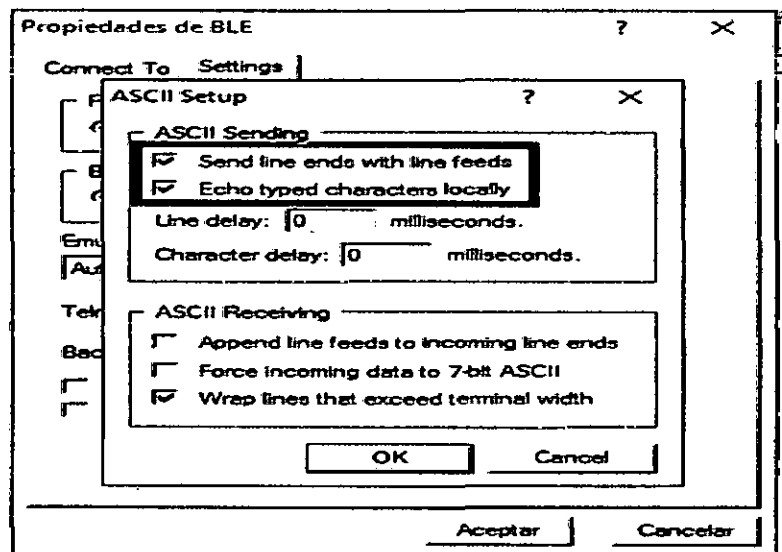 Propiedades de BLE ? ×
Connect To Settings
ASCII Setup ? ×
ASCII Sending
Send line ends with line feeds
Echo typed characters locally
Line delay: 0 milliseconds.
Character delay: 0 milliseconds.
Emu
Aut
Teln
ASCII Receiving
Append line feeds to incoming line ends
Bac
Force incoming data to 7-bit ASCII
Wrap lines that exceed terminal width
OK Cancel
Aceptar Cancelar